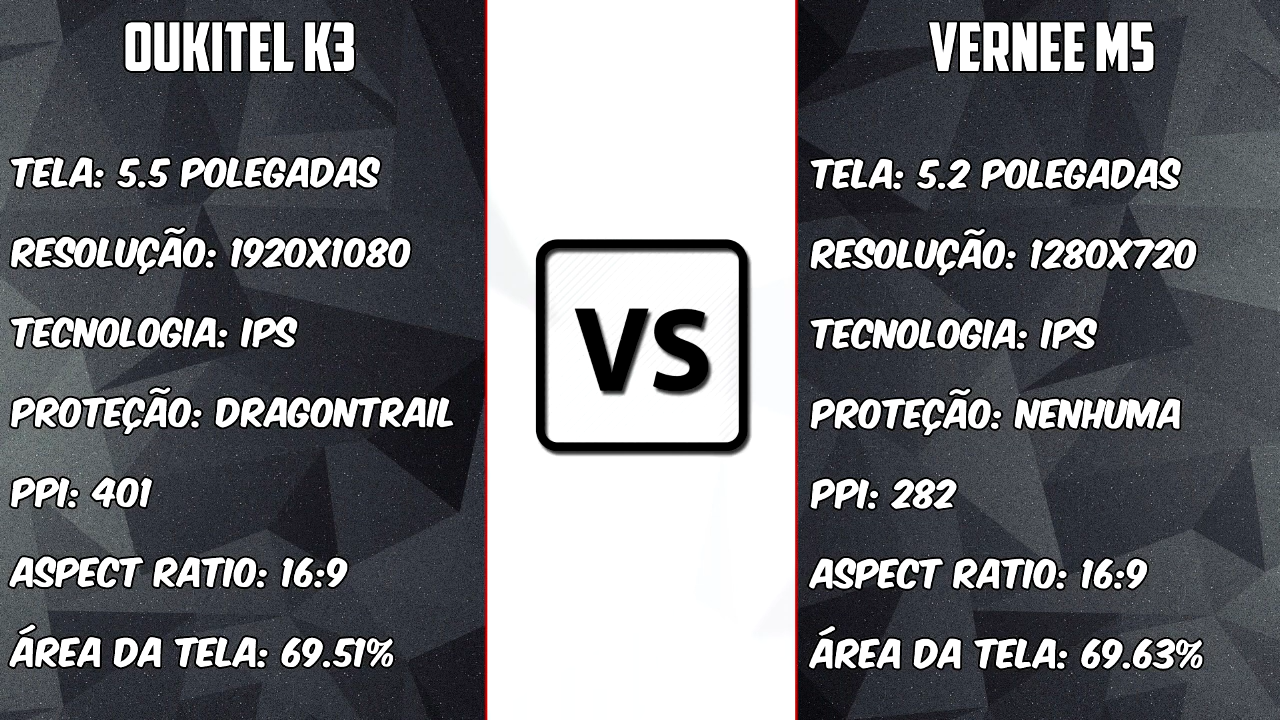 OUKITEL K3
TELA: 5.5 POLEGADAS
RESOLUÇÃO: 1920X1080
TECNOLOGIA: IPS
PROTEÇÃO: DRAGONTRAIL
PPI: 401
ASPECT RATIO: 16:9
ÁREA DA TELA: 69.51%
VS
VERNEE M5
TELA: 5.2 POLEGADAS
RESOLUÇÃO: 1280X720
TECNOLOGIA: IPS
PROTEÇÃO: NENHUMA
PPI: 282
ASPECT RATIO: 16:9
ÁREA DA TELA: 69.63%